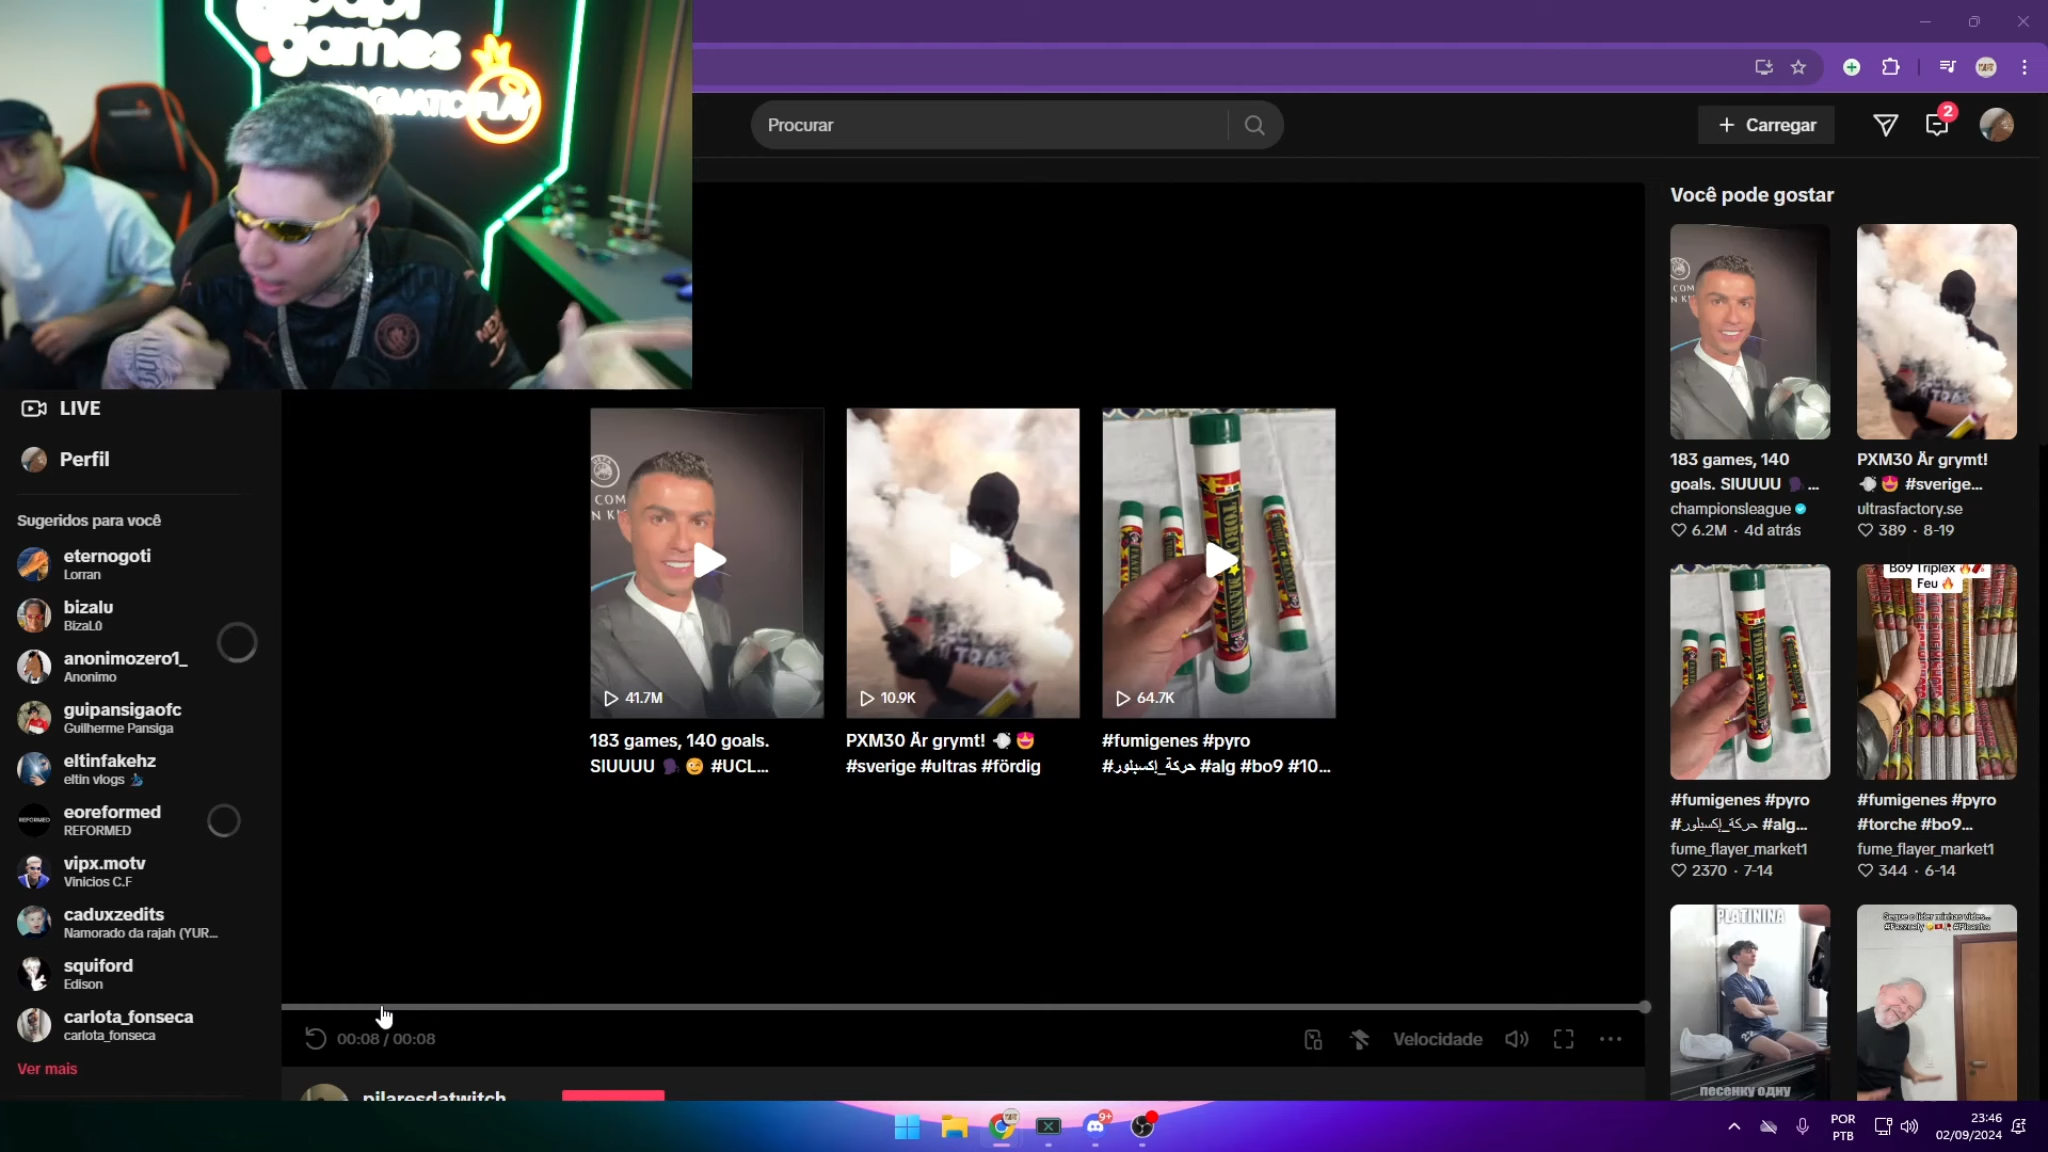 games
PRAGMATIC PLAY
Procurar
Carregar
2
LIVE
Perfil
Sugeridos para você
eternogoti
Lorran
bizalu
BizaL0
anonimozero1_
Anonimo
guipansigaofc
Guilherme Pansiga
eltinfakehz
eltin vlogs
eoreformed
REFORMED
vipx.motv
Vinicios C.F
caduxzedits
Namorado da rajah (YUR...
squiford
Edison
carlota_fonseca
carlota_fonseca
Ver mais
41.7M
183 games, 140 goals.
SIUUUU 🗣 😉 #UCL...
10.9K
PXM30 Är grymt! 💨 😍
#sverige #ultras #fördig
64.7K
#fumigenes #pyro
#حركة_إكسبلور #alg #bo9 #10...
00:08 / 00:08
Velocidade
pilaresdatwitch
Você pode gostar
183 games, 140
goals. SIUUUU 🗣 ...
championsleague
6.2M · 4d atrás
PXM30 Är grymt!
💨 😍 #sverige...
ultrasfactory.se
389 · 8-19
#fumigenes #pyro
#حركة_إكسبلور #alg...
fume_flayer_market1
2370 · 7-14
Bo9 Triplex 🔥🧨
Feu 🔥
#fumigenes #pyro
#torche #bo9...
fume_flayer_market1
344 · 6-14
PLATININA
песенку одну
9+
POR
PTB
23:46
02/09/2024